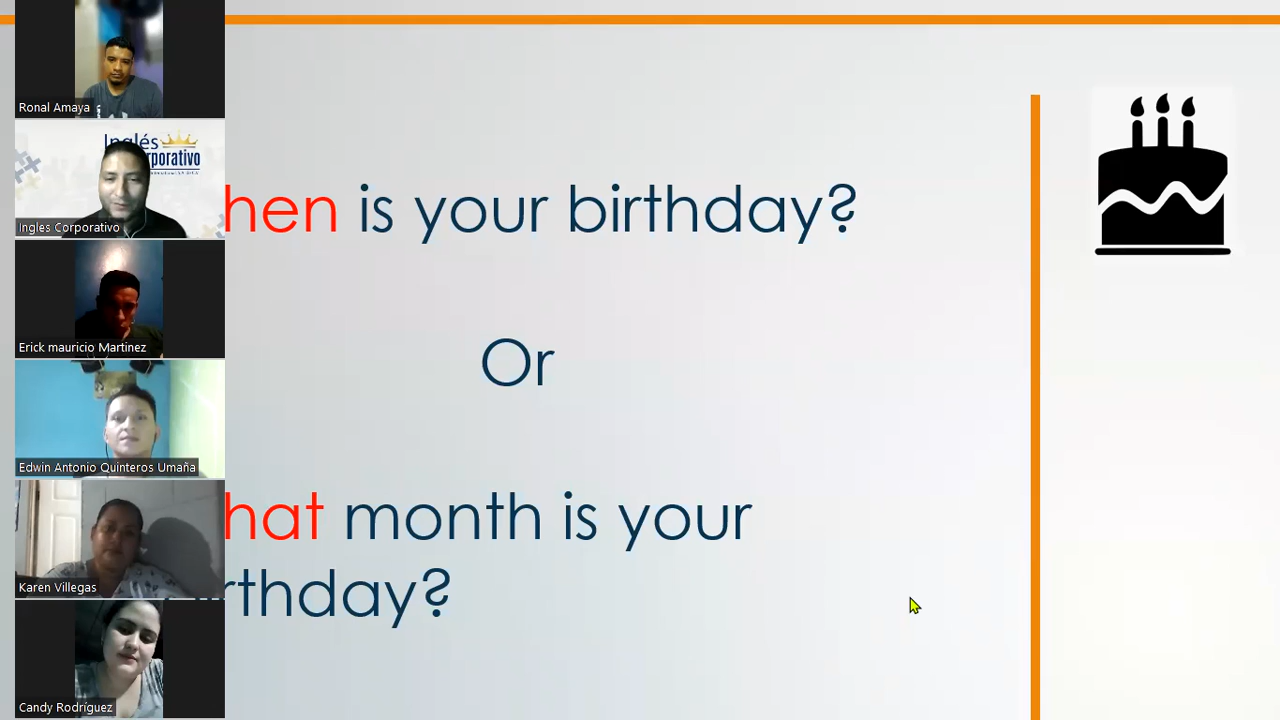 Ronal Amaya
Inglés
Ingles Corporativo
Erick mauricio Martinez
Edwin Antonio Quinteros Umaña
Karen Villegas
Candy Rodríguez
hen is your birthday?
Or
hat month is your
rthday?